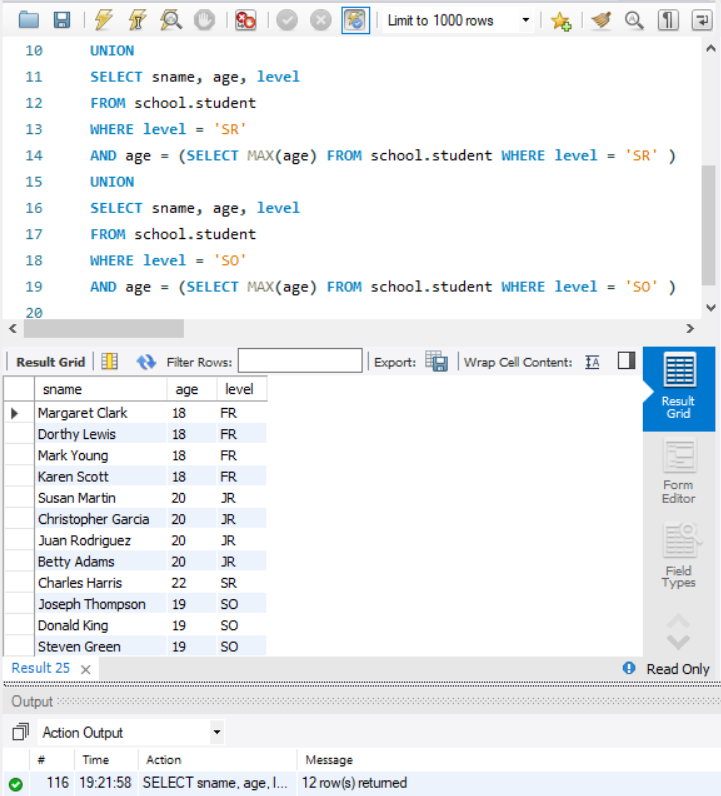 Limit to 1000 rows
10 UNION
11 SELECT sname, age, level
12 FROM school.student
13 WHERE level = 'SR'
14 AND age = (SELECT MAX(age) FROM school.student WHERE level = 'SR' )
15 UNION
16 SELECT sname, age, level
17 FROM school.student
18 WHERE level = 'SO'
19 AND age = (SELECT MAX(age) FROM school.student WHERE level = 'SO' )
20
Result Grid Filter Rows: Export: Wrap Cell Content: IA
sname age level
Margaret Clark 18 FR
Dorthy Lewis 18 FR
Mark Young 18 FR
Karen Scott 18 FR
Susan Martin 20 JR
Christopher Garcia 20 JR
Juan Rodriguez 20 JR
Betty Adams 20 JR
Charles Harris 22 SR
Joseph Thompson 19 SO
Donald King 19 SO
Steven Green 19 SO
Result
Grid
Form
Editor
Field
Types
Result 25 Read Only
Output
Action Output
# Time Action Message
116 19:21:58 SELECT sname, age, l... 12 row(s) returned